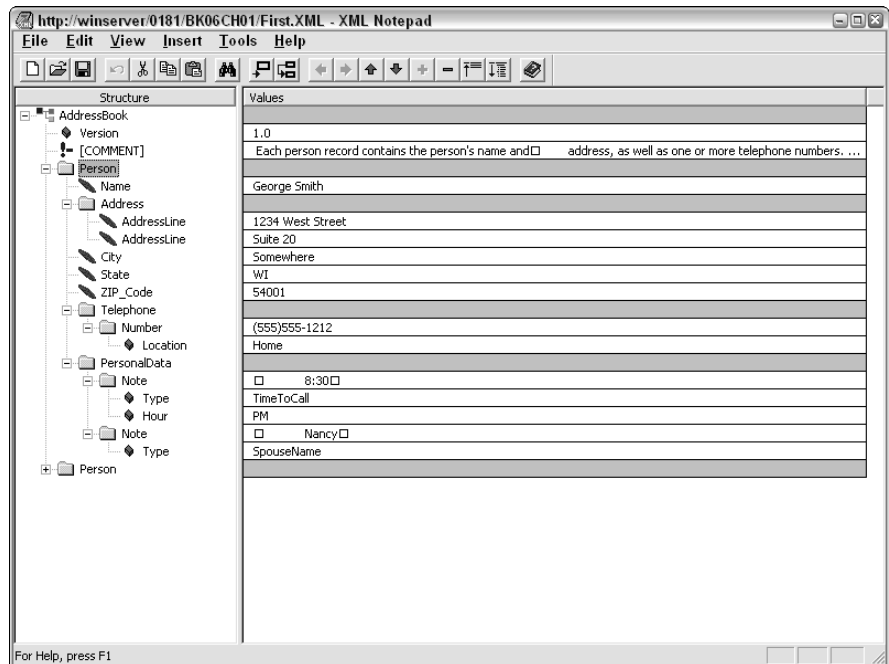 http://winserver/0181/BK06CH01/First.XML - XML Notepad
File Edit View Insert Tools Help
Structure Values
AddressBook
Version 1.0
[COMMENT] Each person record contains the person's name and□ address, as well as one or more telephone numbers. ...
Person
Name George Smith
Address
AddressLine 1234 West Street
AddressLine Suite 20
City Somewhere
State WI
ZIP_Code 54001
Telephone
Number (555)555-1212
Location Home
PersonalData
Note □ 8:30□
Type TimeToCall
Hour PM
Note □ Nancy□
Type SpouseName
Person
For Help, press F1